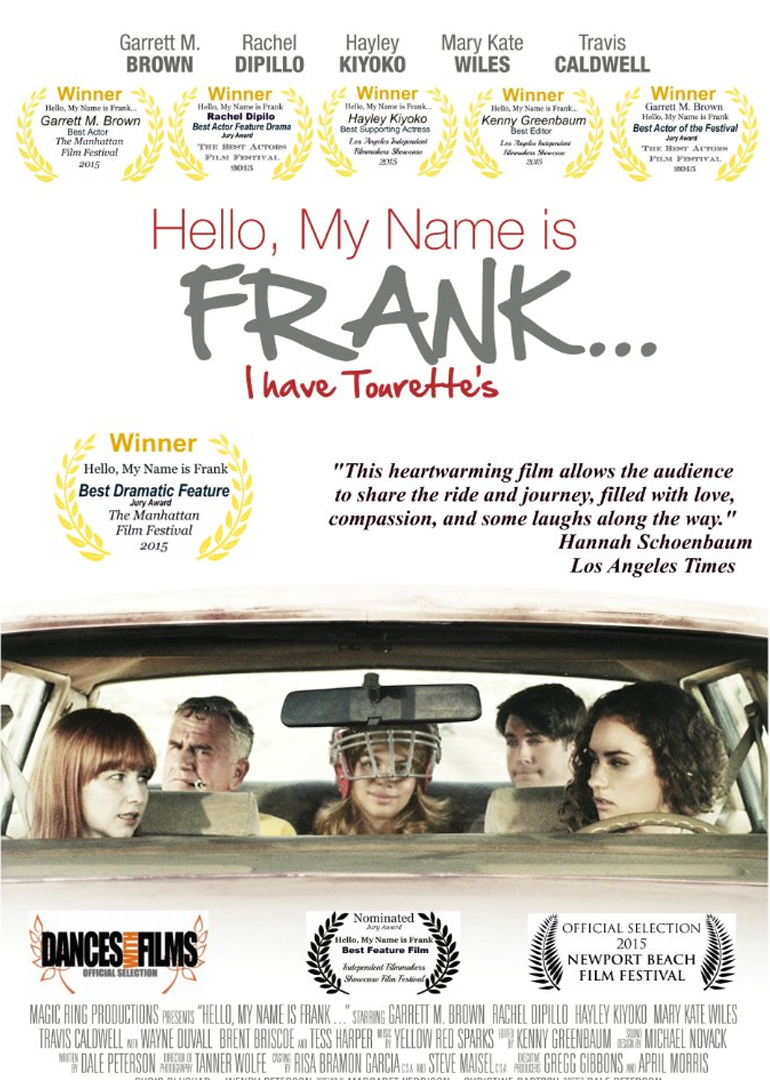 Garrett M. Rachel Hayley Mary Kate Travis
BROWN DIPILLO KIYOKO WILES CALDWELL
Winner
Hello, My Name is Frank...
Garrett M. Brown
Best Actor
The Manhattan
Film Festival
2015
Winner
Hello, My Name is Frank
Rachel Dipilo
Best Actor Feature Drama
Jury Award
The Best Actors
Film Festival
2015
Winner
Hello, My Name is Frank...
Hayley Kiyoko
Best Supporting Actress
Los Angeles Independent
Filmmakers Showcase
2015
Winner
Hello, My Name is Frank...
Kenny Greenbaum
Best Editor
Los Angeles Independent
Filmmakers Showcase
2015
Winner
Garrett M. Brown
Hello, My Name is Frank
Best Actor of the Festival
Jury Award
The Best Actors
Film Festival
2015
Hello, My Name is
FRANK...
I have Tourette's
Winner
Hello, My Name is Frank
Best Dramatic Feature
Jury Award
The Manhattan
Film Festival
2015
"This heartwarming film allows the audience
to share the ride and journey, filled with love,
compassion, and some laughs along the way."
Hannah Schoenbaum
Los Angeles Times
DANCES WITH FILMS
OFFICIAL SELECTION
Nominated
Jury Award
Hello, My Name is Frank
Best Feature Film
Independent Filmmakers
Showcase Film Festival
OFFICIAL SELECTION
2015
NEWPORT BEACH
FILM FESTIVAL
MAGIC RING PRODUCTIONS PRESENTS "HELLO, MY NAME IS FRANK ..." STARRING GARRETT M. BROWN RACHEL DIPILLO HAYLEY KIYOKO MARY KATE WILES
TRAVIS CALDWELL WITH WAYNE DUVALL BRENT BRISCOE AND TESS HARPER MUSIC BY YELLOW RED SPARKS EDITED BY KENNY GREENBAUM SOUND DESIGN BY MICHAEL NOVACK
WRITTEN BY DALE PETERSON DIRECTOR OF PHOTOGRAPHY TANNER WOLFE CASTING BY RISA BRAMON GARCIA C.S.A AND STEVE MAISEL C.S.A EXECUTIVE PRODUCERS GREGG GIBBONS AND APRIL MORRIS